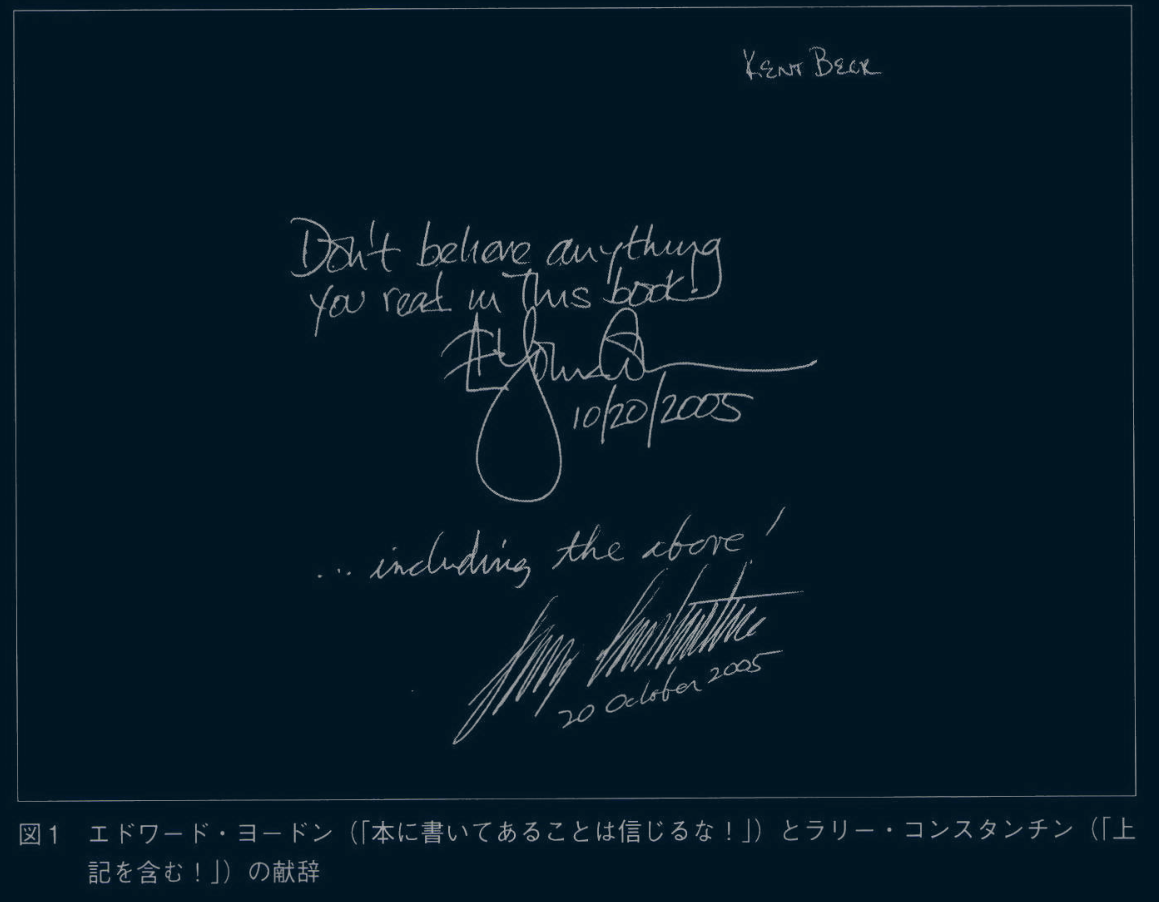 KENT BECK
Don't believe anything
you read in this book!
10/20/2005
... including the above!
20 October 2005
図1 エドワード・ヨードン（「本に書いてあることは信じるな！」）とラリー・コンスタンチン（「上
記を含む！」）の献辞